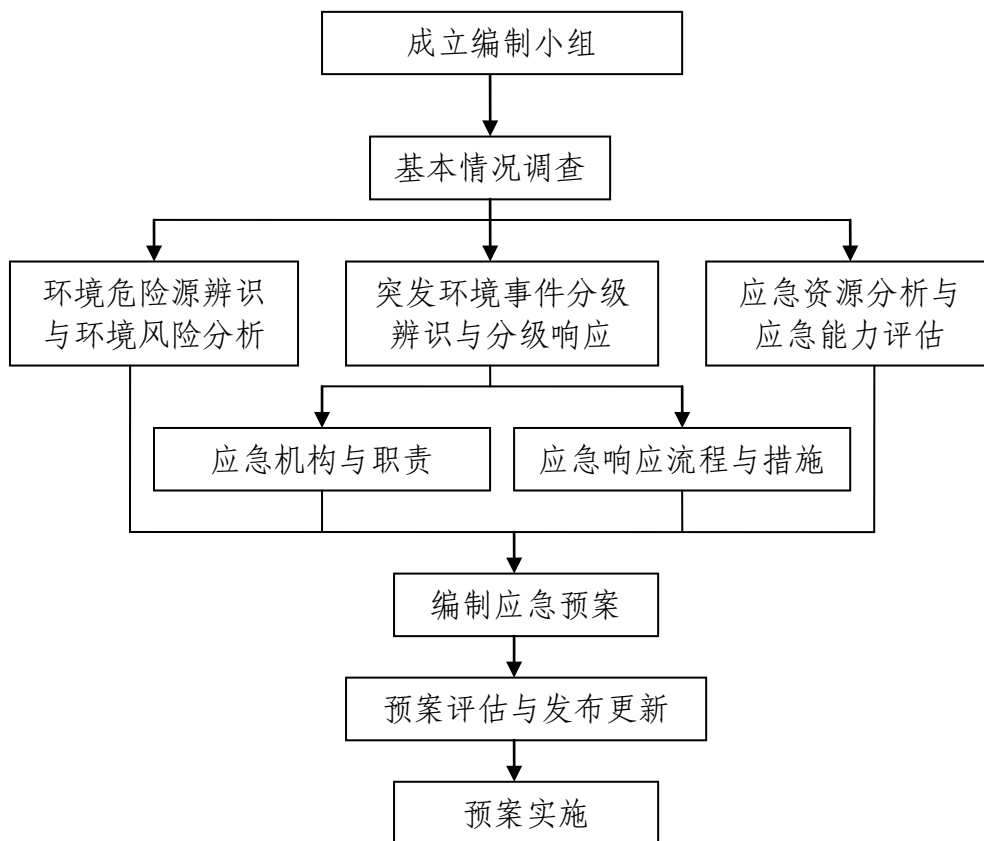 成立编制小组
基本情况调查
环境危险源辨识
与环境风险分析
突发环境事件分级
辨识与分级响应
应急资源分析与
应急能力评估
应急机构与职责
应急响应流程与措施
编制应急预案
预案评估与发布更新
预案实施